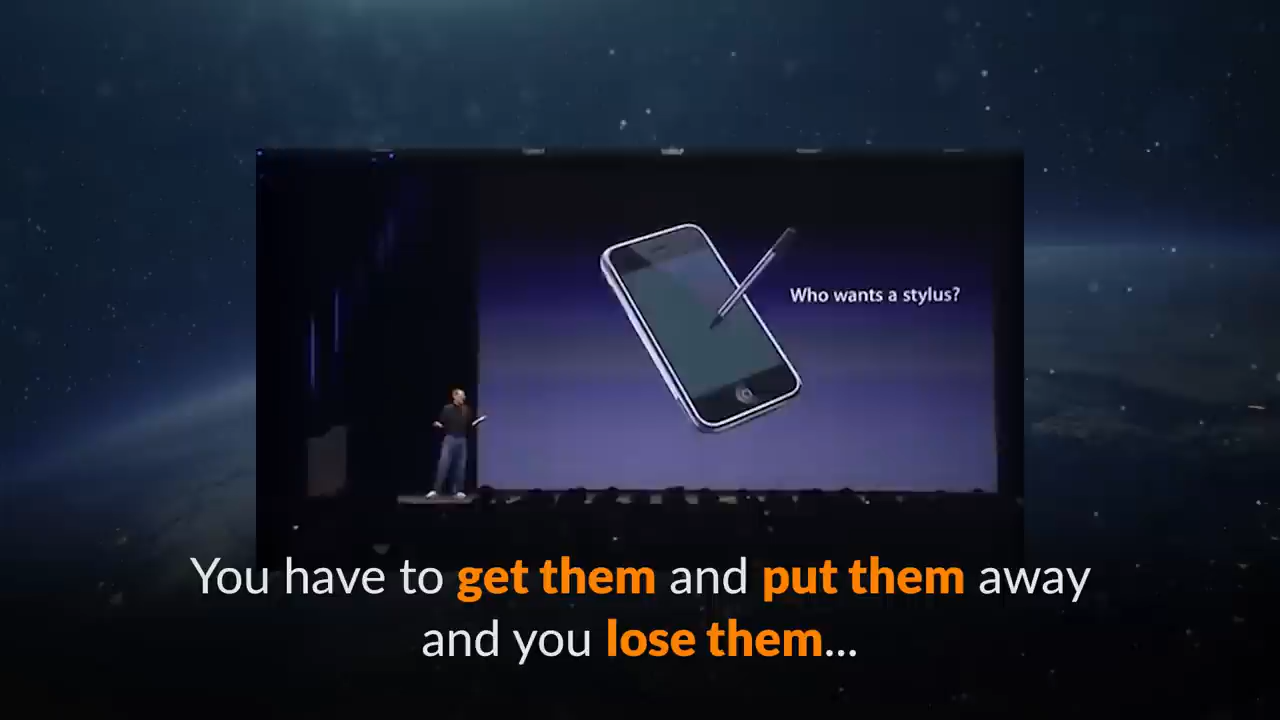 Who wants a stylus?
You have to get them and put them away
and you lose them...